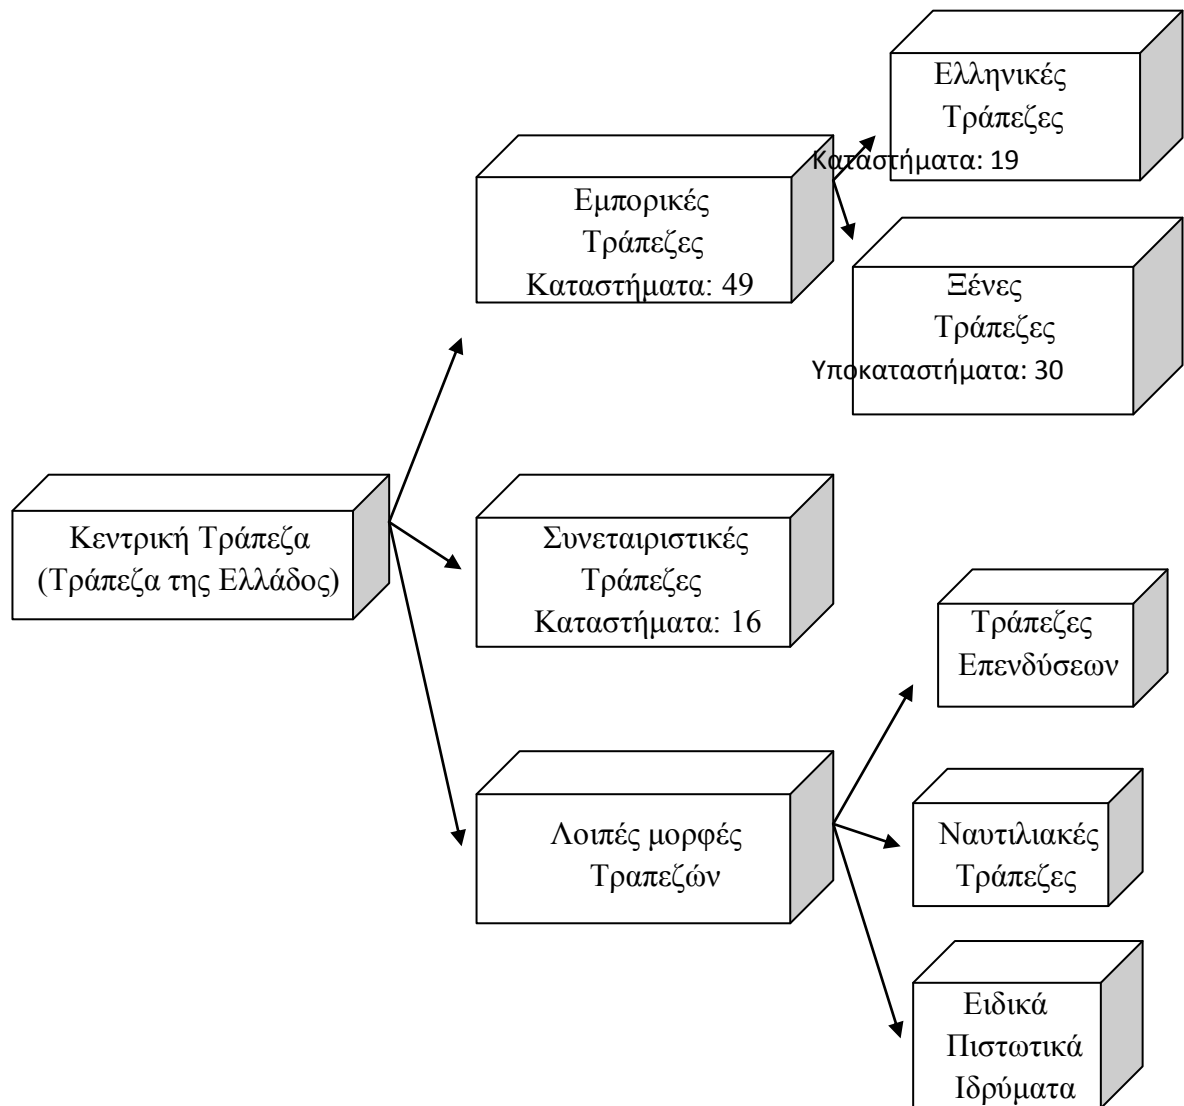 Ελληνικές
Τράπεζες
Καταστήματα: 19
Εμπορικές
Τράπεζες
Καταστήματα: 49
Ξένες
Τράπεζες
Υποκαταστήματα: 30
Κεντρική Τράπεζα
(Τράπεζα της Ελλάδος)
Συνεταιριστικές
Τράπεζες
Καταστήματα: 16
Τράπεζες
Επενδύσεων
Λοιπές μορφές
Τραπεζών
Ναυτιλιακές
Τράπεζες
Ειδικά
Πιστωτικά
Ιδρύματα